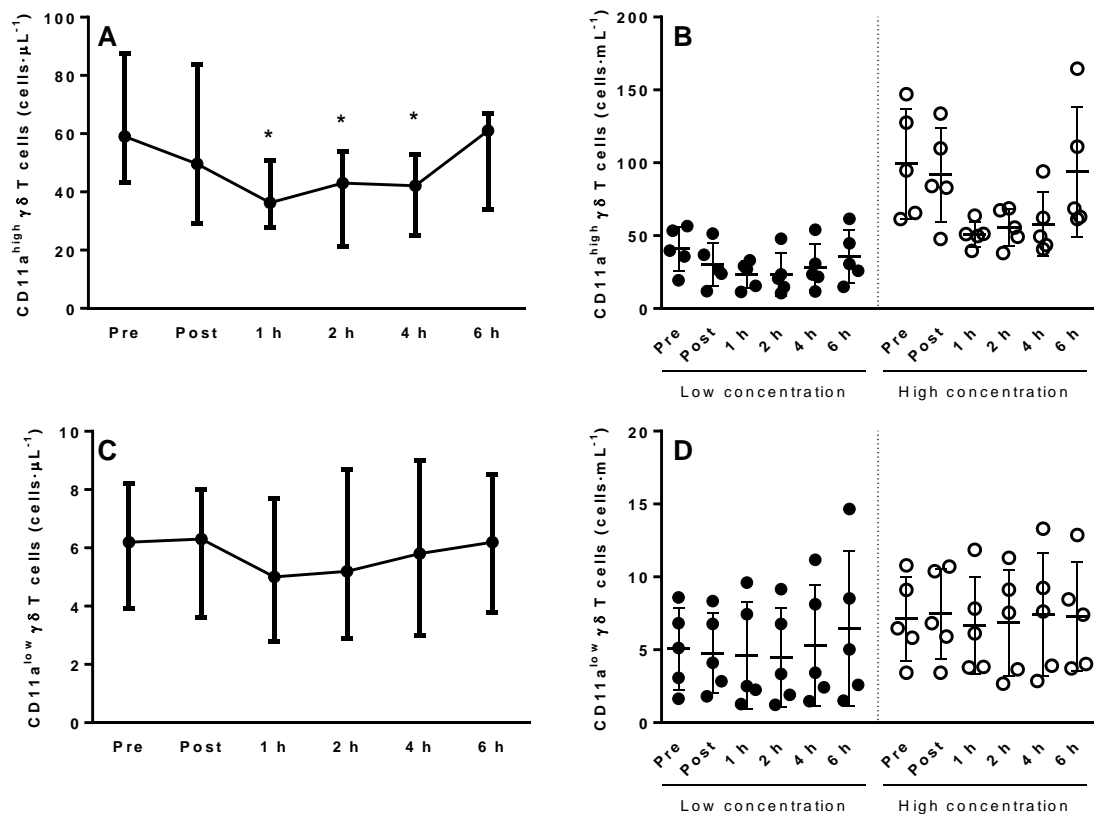 A
CD11a^high γδ T cells (cells·μL^-1)
100
80
60
40
20
0
* * *
Pre Post 1 h 2 h 4 h 6 h
B
CD11a^high γδ T cells (cells·mL^-1)
200
150
100
50
0
Pre Post 1 h 2 h 4 h 6 h Pre Post 1 h 2 h 4 h 6 h
Low concentration High concentration
C
CD11a^low γδ T cells (cells·μL^-1)
10
8
6
4
2
0
Pre Post 1 h 2 h 4 h 6 h
D
CD11a^low γδ T cells (cells·mL^-1)
20
15
10
5
0
Pre Post 1 h 2 h 4 h 6 h Pre Post 1 h 2 h 4 h 6 h
Low concentration High concentration